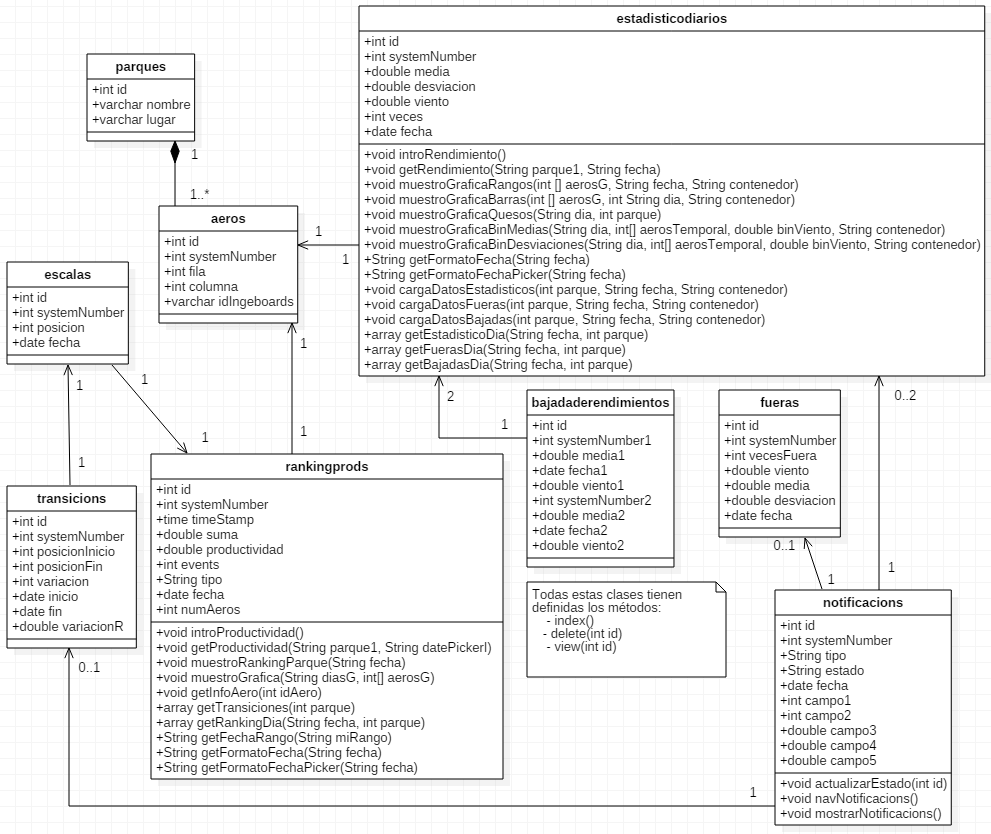 parques
+int id
+varchar nombre
+varchar lugar
1
1..*
aeros
+int id
+int systemNumber
+int fila
+int columna
+varchar idIngeboards
1
1
1
1
estadisticodiarios
+int id
+int systemNumber
+double media
+double desviacion
+double viento
+int veces
+date fecha
+void introRendimiento()
+void getRendimiento(String parque1, String fecha)
+void muestroGraficaRangos(int [] aerosG, String fecha, String contenedor)
+void muestroGraficaBarras(int [] aerosG, int String dia, String contenedor)
+void muestroGraficaQuesos(String dia, int parque)
+void muestroGraficaBinMedias(String dia, int[] aerosTemporal, double binViento, String contenedor)
+void muestroGraficaBinDesviaciones(String dia, int[] aerosTemporal, double binViento, String contenedor)
+String getFormatoFecha(String fecha)
+String getFormatoFechaPicker(String fecha)
+void cargaDatosEstadisticos(int parque, String fecha, String contenedor)
+void cargaDatosFueras(int parque, String fecha, String contenedor)
+void cargaDatosBajadas(int parque, String fecha, String contenedor)
+array getEstadisticoDia(String fecha, int parque)
+array getFuerasDia(String fecha, int parque)
+array getBajadasDia(String fecha, int parque)
escalas
+int id
+int systemNumber
+int posicion
+date fecha
1
1
1
1
transicions
+int id
+int systemNumber
+int posicionInicio
+int posicionFin
+int variacion
+date inicio
+date fin
+double variacionR
0..1
rankingprods
+int id
+int systemNumber
+time timeStamp
+double suma
+double productividad
+int events
+String tipo
+date fecha
+int numAeros
+void introProductividad()
+void getProductividad(String parque1, String datePickerI)
+void muestroRankingParque(String fecha)
+void muestroGrafica(String diasG, int[] aerosG)
+void getInfoAero(int idAero)
+array getTransiciones(int parque)
+array getRankingDia(String fecha, int parque)
+String getFechaRango(String miRango)
+String getFormatoFecha(String fecha)
+String getFormatoFechaPicker(String fecha)
2
1
bajadaderendimientos
+int id
+int systemNumber1
+double media1
+date fecha1
+double viento1
+int systemNumber2
+double media2
+date fecha2
+double viento2
fueras
+int id
+int systemNumber
+int vecesFuera
+double viento
+double media
+double desviacion
+date fecha
0..2
0..1
1
1
Todas estas clases tienen
definidas los métodos:
- index()
- delete(int id)
- view(int id)
notificacions
+int id
+int systemNumber
+String tipo
+String estado
+date fecha
+int campo1
+int campo2
+double campo3
+double campo4
+double campo5
+void actualizarEstado(int id)
+void navNotificacions()
+void mostrarNotificacions()
1